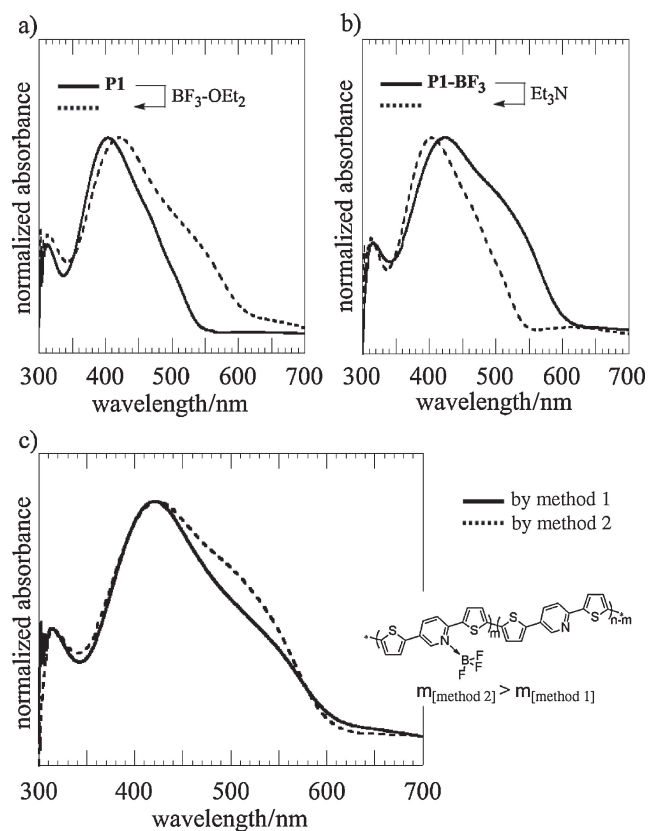 a)
P1
BF3-OEt2
normalized absorbance
300 400 500 600 700
wavelength/nm
b)
P1-BF3
Et3N
normalized absorbance
300 400 500 600 700
wavelength/nm
c)
normalized absorbance
300 400 500 600 700
wavelength/nm
by method 1
by method 2
* S N S m S N S n-m *
B F F F
m[method 2] > m[method 1]